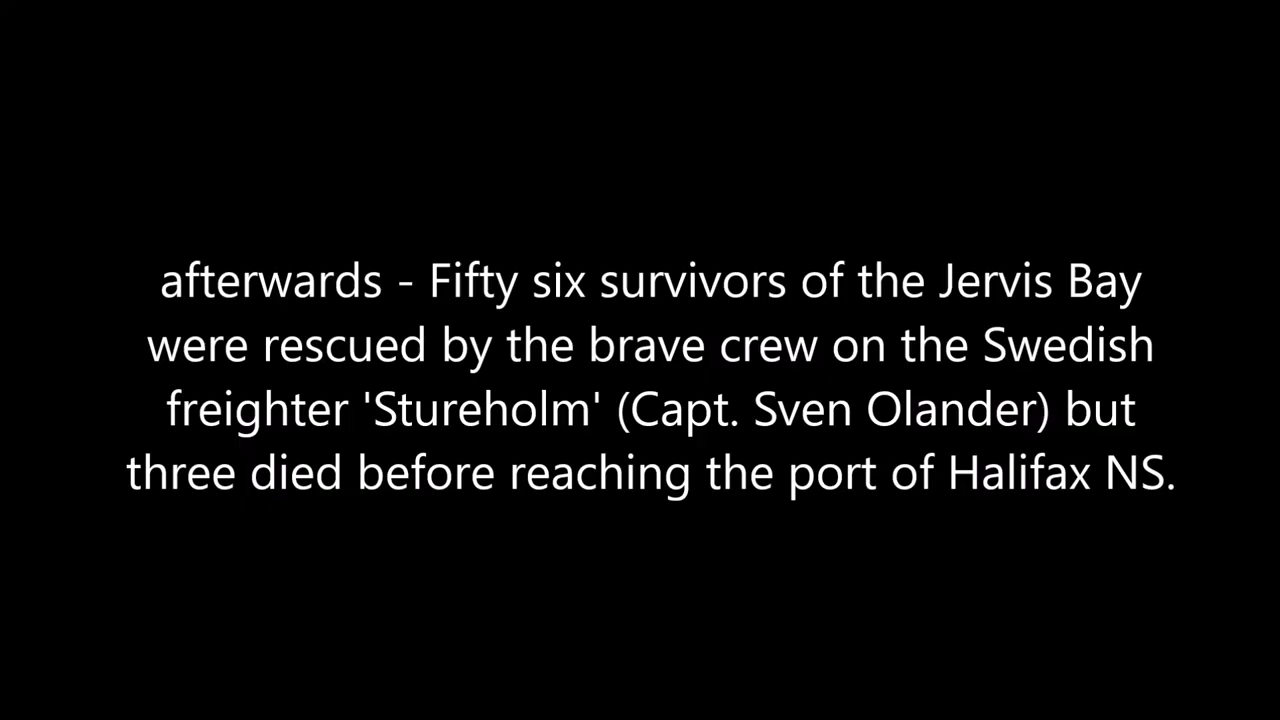 afterwards - Fifty six survivors of the Jervis Bay
were rescued by the brave crew on the Swedish
freighter 'Stureholm' (Capt. Sven Olander) but
three died before reaching the port of Halifax NS.